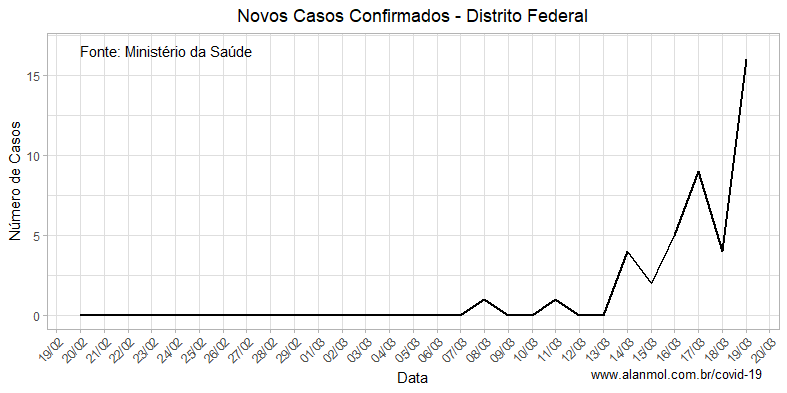 Novos Casos Confirmados - Distrito Federal
Fonte: Ministério da Saúde
Número de Casos
15
10
5
0
19/02 20/02 21/02 22/02 23/02 24/02 25/02 26/02 27/02 28/02 29/02 01/03 02/03 03/03 04/03 05/03 06/03 07/03 08/03 09/03 10/03 11/03 12/03 13/03 14/03 15/03 16/03 17/03 18/03 19/03 20/03
Data
www.alanmol.com.br/covid-19